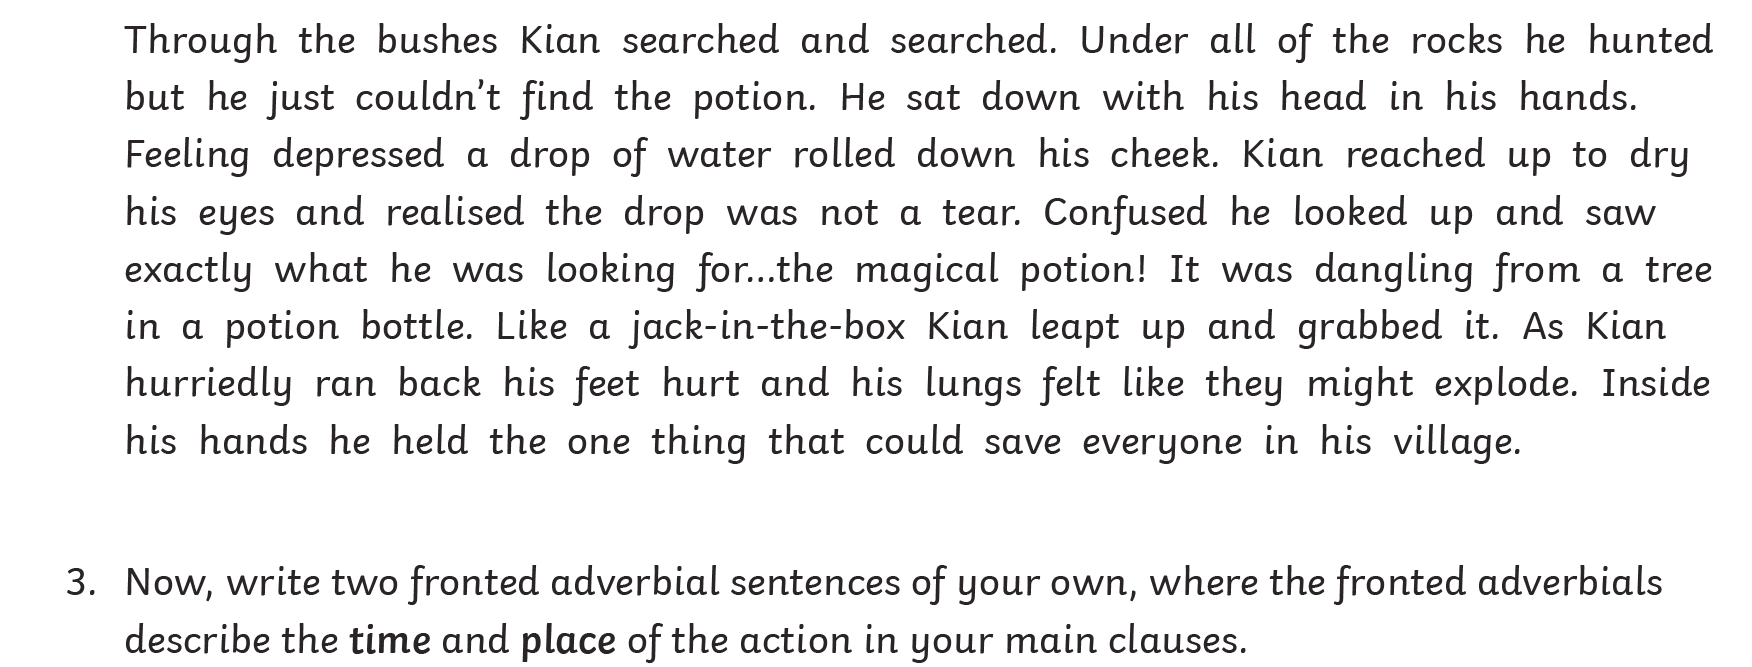 Through the bushes Kian searched and searched. Under all of the rocks he hunted
but he just couldn’t find the potion. He sat down with his head in his hands.
Feeling depressed a drop of water rolled down his cheek. Kian reached up to dry
his eyes and realised the drop was not a tear. Confused he looked up and saw
exactly what he was looking for...the magical potion! It was dangling from a tree
in a potion bottle. Like a jack-in-the-box Kian leapt up and grabbed it. As Kian
hurriedly ran back his feet hurt and his lungs felt like they might explode. Inside
his hands he held the one thing that could save everyone in his village.
3. Now, write two fronted adverbial sentences of your own, where the fronted adverbials
describe the time and place of the action in your main clauses.